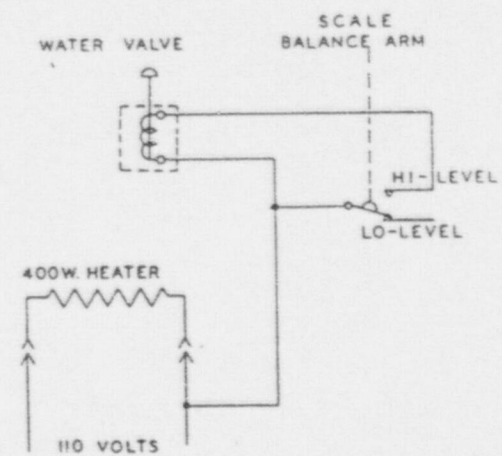 SCALE
BALANCE ARM
WATER VALVE
HI-LEVEL
LO-LEVEL
400W. HEATER
110 VOLTS